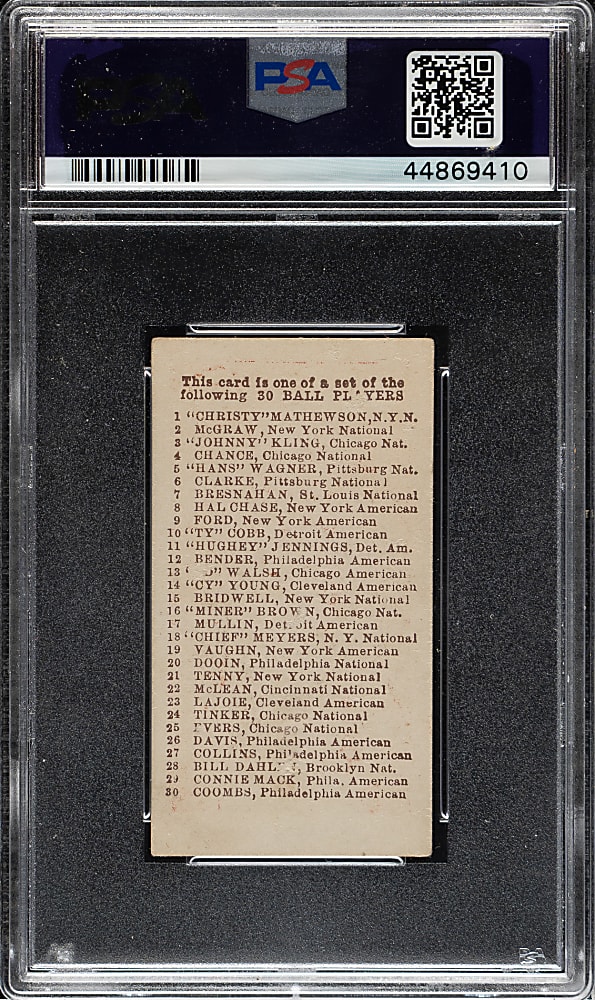 PSA
44869410
This card is one of a set of the
following 30 BALL PL YERS
1 "CHRISTY" MATHEWSON, N.Y.N.
2 McGRAW, New York National
3 "JOHNNY" KLING, Chicago Nat.
4 CHANCE, Chicago National
5 "HANS" WAGNER, Pittsburg Nat.
6 CLARKE, Pittsburg National
7 BRESNAHAN, St. Louis National
8 HAL CHASE, New York American
9 FORD, New York American
10 "TY" COBB, Detroit American
11 "HUGHEY" JENNINGS, Det. Am.
12 BENDER, Philadelphia American
13 WALSH, Chicago American
14 "CY" YOUNG, Cleveland American
15 BRIDWELL, New York National
16 "MINER" BROWN, Chicago Nat.
17 MULLIN, Detroit American
18 "CHIEF" MEYERS, N. Y. National
19 VAUGHN, New York American
20 DOOIN, Philadelphia National
21 TENNY, New York National
22 McLEAN, Cincinnati National
23 LAJOIE, Cleveland American
24 TINKER, Chicago National
25 EVERS, Chicago National
26 DAVIS, Philadelphia American
27 COLLINS, Philadelphia American
28 BILL DAHLEN, Brooklyn Nat.
29 CONNIE MACK, Phila. American
30 COOMBS, Philadelphia American